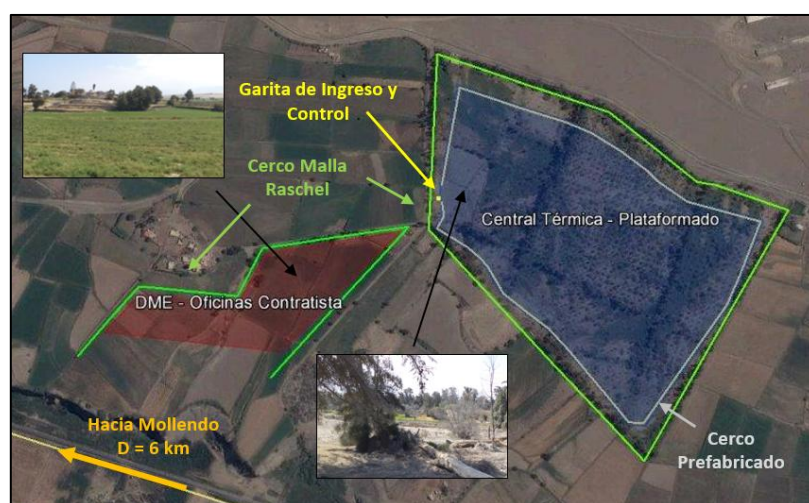 Garita de Ingreso y
Control
Cerco Malla
Raschel
Central Térmica - Plataformado
DME - Oficinas Contratista
Hacia Mollendo
D = 6 km
Cerco
Prefabricado